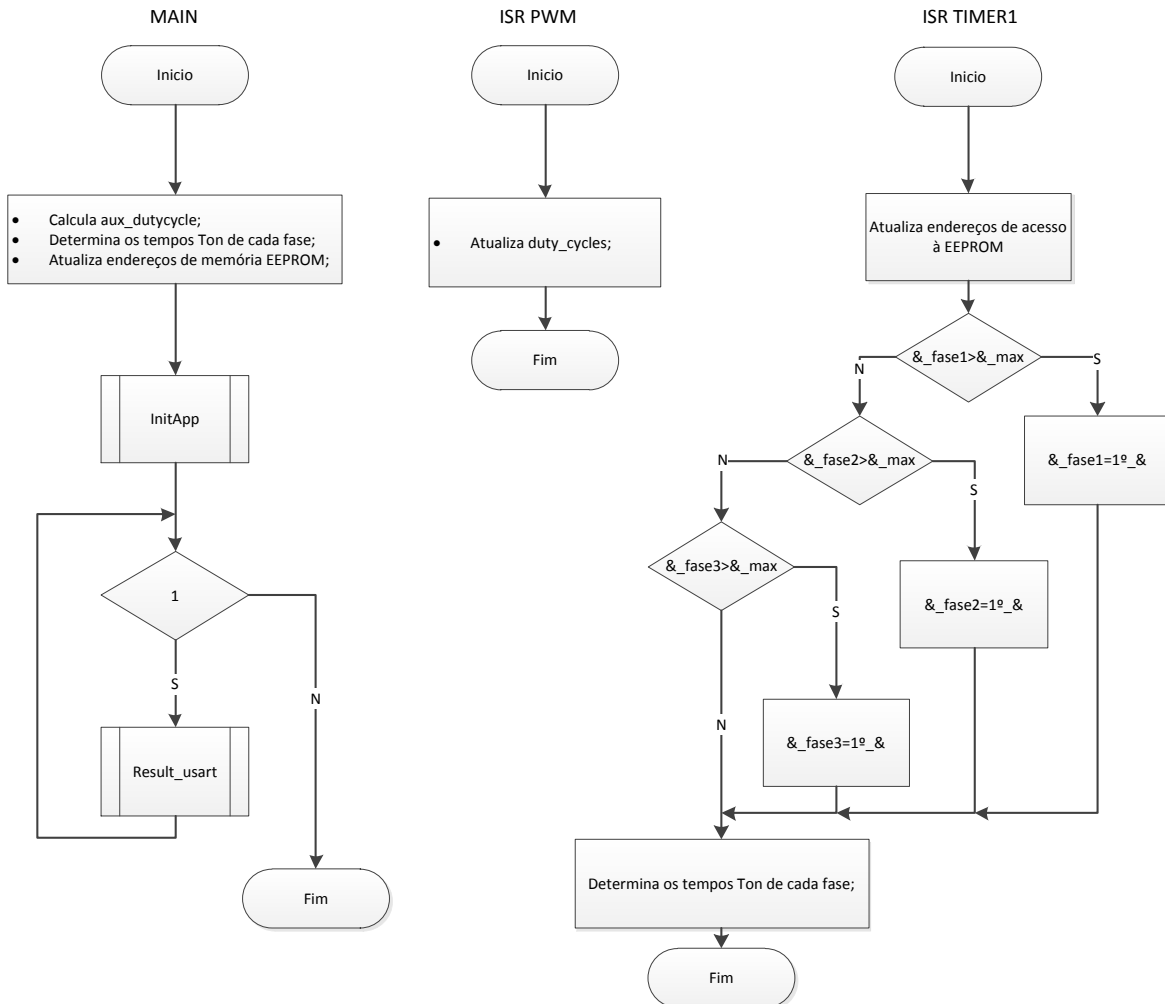 MAIN
Inicio
• Calcula aux_dutycycle;
• Determina os tempos Ton de cada fase;
• Atualiza endereços de memória EEPROM;
InitApp
1
S
N
Result_usart
Fim
ISR PWM
Inicio
• Atualiza duty_cycles;
Fim
ISR TIMER1
Inicio
Atualiza endereços de acesso
à EEPROM
&_fase1>&_max
N
S
&_fase1=1º_&
&_fase2>&_max
N
S
&_fase2=1º_&
&_fase3>&_max
S
N
&_fase3=1º_&
Determina os tempos Ton de cada fase;
Fim